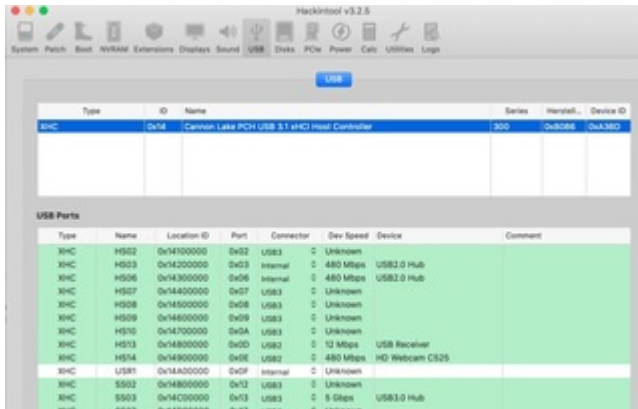 Hackintool v3.2.5
System Patch Boot NVRAM Extensions Displays Sound USB Disks PCIe Power Calc Utilities Logs
USB
Type ID Name Series Herstell... Device ID
XHC 0x14 Cannon Lake PCH USB 3.1 xHCI Host Controller 300 0x8086 0xA36D
USB Ports
Type Name Location ID Port Connector Dev Speed Device Comment
XHC HS02 0x14100000 0x02 USB3 Unknown
XHC HS03 0x14200000 0x03 Internal 480 Mbps USB2.0 Hub
XHC HS06 0x14300000 0x06 Internal 480 Mbps USB2.0 Hub
XHC HS07 0x14400000 0x07 USB3 Unknown
XHC HS08 0x14500000 0x08 USB3 Unknown
XHC HS09 0x14600000 0x09 USB3 Unknown
XHC HS10 0x14700000 0x0A USB3 Unknown
XHC HS13 0x14800000 0x0D USB2 12 Mbps USB Receiver
XHC HS14 0x14900000 0x0E USB2 480 Mbps HD Webcam C525
XHC USR1 0x14A00000 0x0F Internal Unknown
XHC SS02 0x14B00000 0x12 USB3 Unknown
XHC SS03 0x14C00000 0x13 USB3 5 Gbps USB3.0 Hub